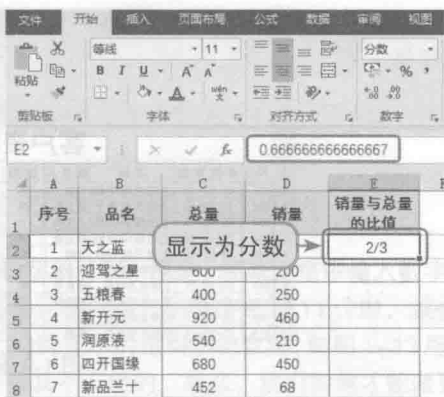 文件 开始 插入 页面布局 公式 数据 审阅 视图
等线 11 分数
B I U A A %
粘贴 A wén 文
剪贴板 字体 对齐方式 数字
E2 fx 0.666666666666667
A B C D E
1 序号 品名 总量 销量 销量与总量的比值
2 1 天之蓝 显示为分数 2/3
3 2 迎驾之星 600 200
4 3 五粮春 400 250
5 4 新开元 920 460
6 5 润原液 540 210
7 6 四开国缘 680 450
8 7 新品兰十 452 68